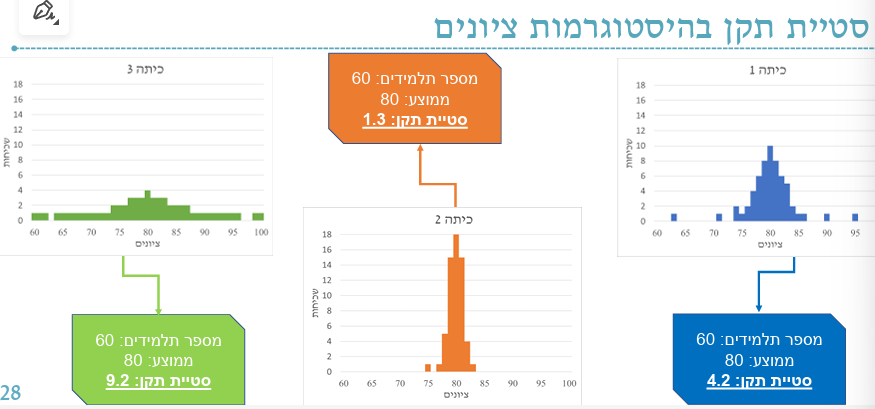 סטיית תקן בהיסטוגרמות ציונים
כיתה 1
שכיחות
18
16
14
12
10
8
6
4
2
0
60 65 70 75 80 85 90 95
ציונים
מספר תלמידים: 60
ממוצע: 80
סטיית תקן: 4.2
מספר תלמידים: 60
ממוצע: 80
סטיית תקן: 1.3
כיתה 2
שכיחות
18
16
14
12
10
8
6
4
2
0
60 65 70 75 80 85 90 95 100
ציונים
כיתה 3
שכיחות
18
16
14
12
10
8
6
4
2
0
60 65 70 75 80 85 90 95 100
ציונים
מספר תלמידים: 60
ממוצע: 80
סטיית תקן: 9.2
28